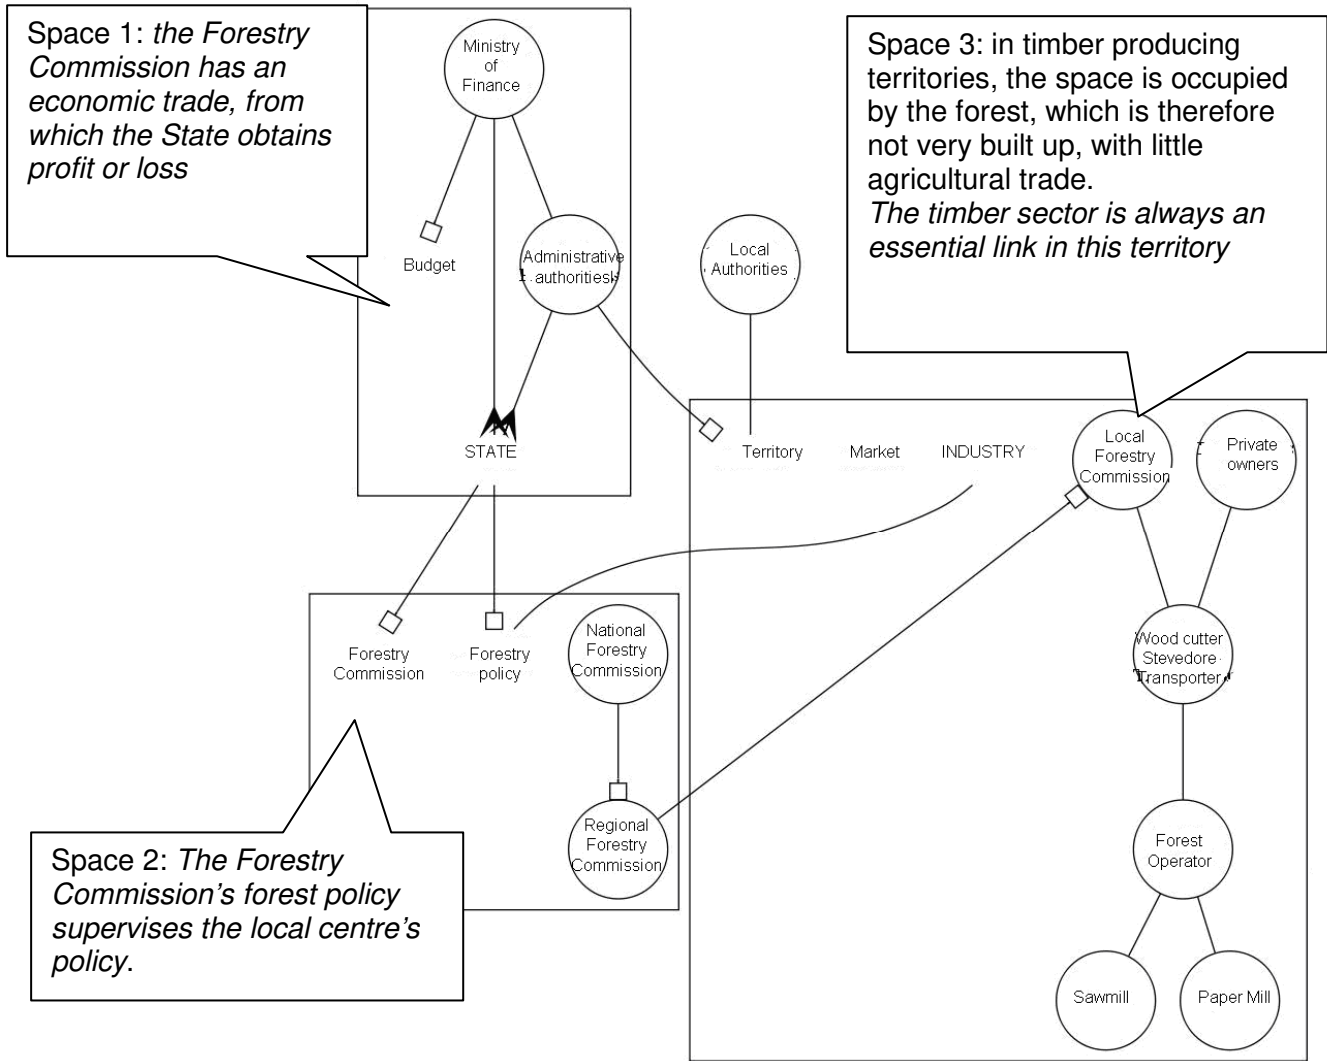 Space 1: the Forestry
Commission has an
economic trade, from
which the State obtains
profit or loss
Ministry
of
Finance
Space 3: in timber producing
territories, the space is occupied
by the forest, which is therefore
not very built up, with little
agricultural trade.
The timber sector is always an
essential link in this territory
Budget
Administrative
authorities
Local
Authorities
STATE
Territory
Market
INDUSTRY
Local
Forestry
Commission
Private
owners
Forestry
Commission
Forestry
policy
National
Forestry
Commission
Wood cutter
Stevedore
Transporter
Regional
Forestry
Commission
Forest
Operator
Space 2: The Forestry
Commission's forest policy
supervises the local centre's
policy.
Sawmill
Paper Mill